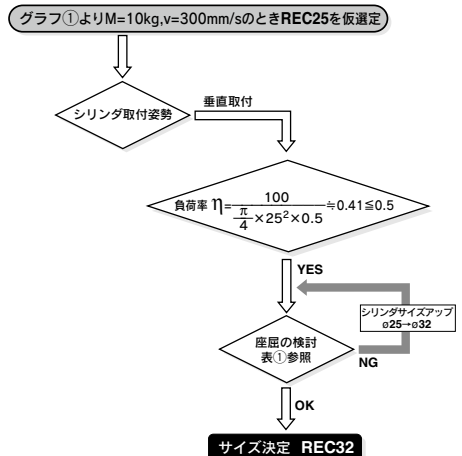 グラフ①よりM=10kg,v=300mm/sのときREC25を仮選定
シリンダ取付姿勢
垂直取付
負荷率 η=100/(π/4×25²×0.5)≒0.41≦0.5
YES
シリンダサイズアップ
ø25→ø32
座屈の検討
表①参照
NG
OK
サイズ決定 REC32